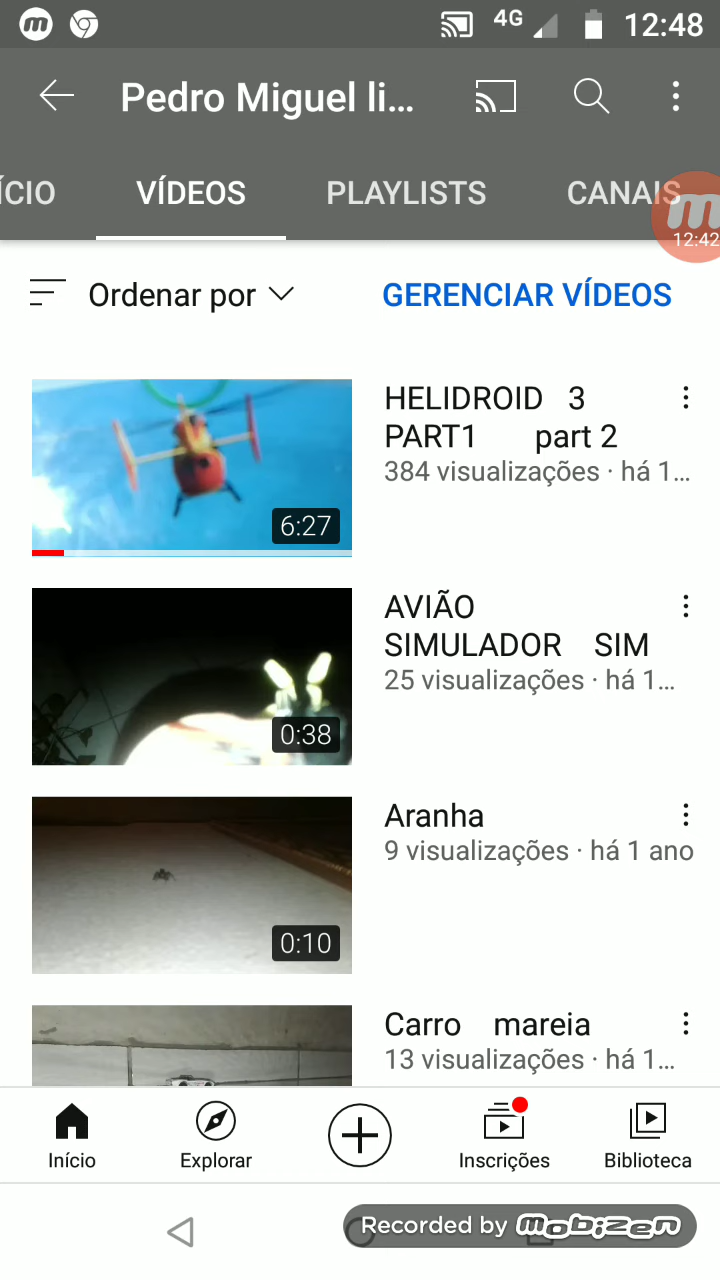 4G 12:48
Pedro Miguel li...
ÍCIO VÍDEOS PLAYLISTS CANAIS
12:42
Ordenar por GERENCIAR VÍDEOS
HELIDROID 3
PART1 part 2
384 visualizações · há 1...
6:27
AVIÃO
SIMULADOR SIM
25 visualizações · há 1...
0:38
Aranha
9 visualizações · há 1 ano
0:10
Carro mareia
13 visualizações · há 1...
Início Explorar Inscrições Biblioteca
Recorded by mobizen